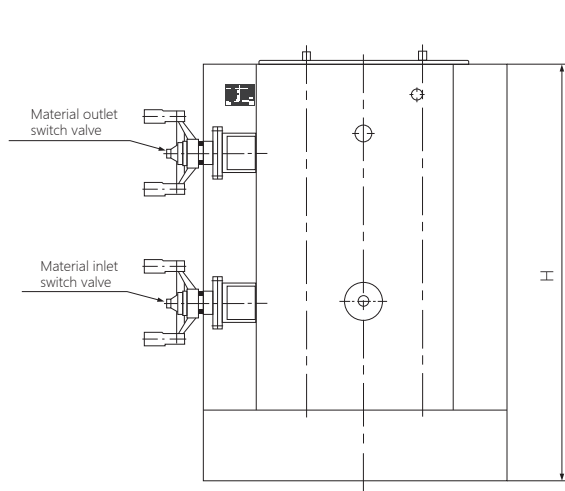 Material outlet
switch valve
Material inlet
switch valve
H